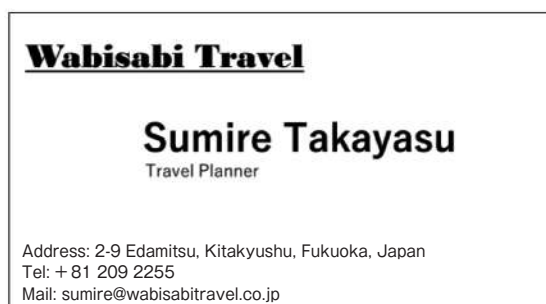 Wabisabi Travel
Sumire Takayasu
Travel Planner
Address: 2-9 Edamitsu, Kitakyushu, Fukuoka, Japan
Tel: +81 209 2255
Mail: sumire@wabisabitravel.co.jp